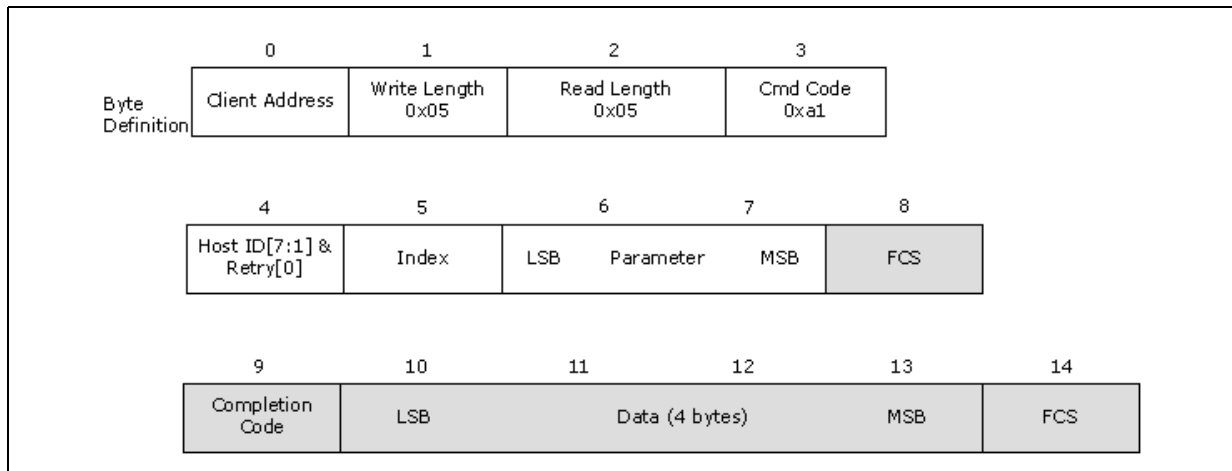 0 1 2 3
Byte Definition
Client Address
Write Length
0x05
Read Length
0x05
Cmd Code
0xa1
4 5 6 7 8
Host ID[7:1] &
Retry[0]
Index
LSB Parameter MSB
FCS
9 10 11 12 13 14
Completion
Code
LSB Data (4 bytes) MSB
FCS